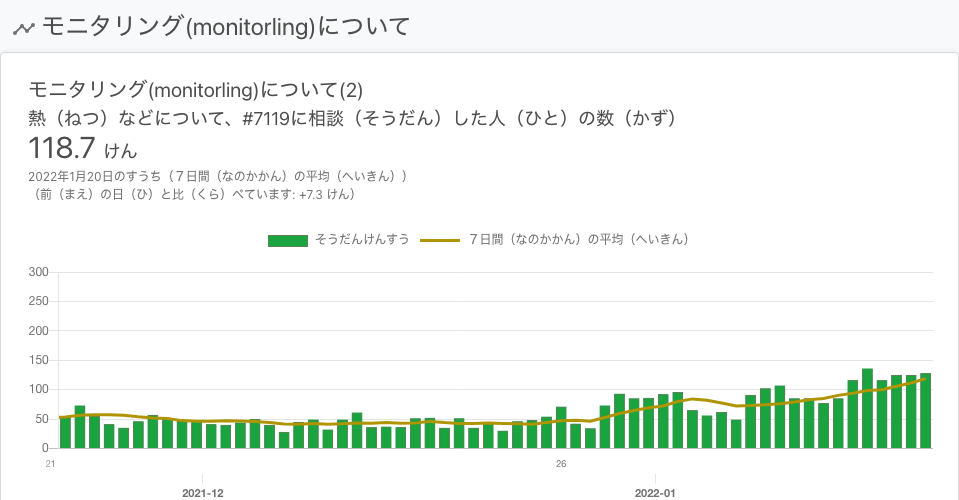 モニタリング(monitorling)について
モニタリング(monitorling)について(2)
熱（ねつ）などについて、#7119に相談（そうだん）した人（ひと）の数（かず）
118.7 けん
2022年1月20日のすうち（７日間（なのかかん）の平均（へいきん））
（前（まえ）の日（ひ）と比（くら）べています: +7.3 けん）
そうだんけんすう ７日間（なのかかん）の平均（へいきん）
300
250
200
150
100
50
0
21 26
2021-12 2022-01